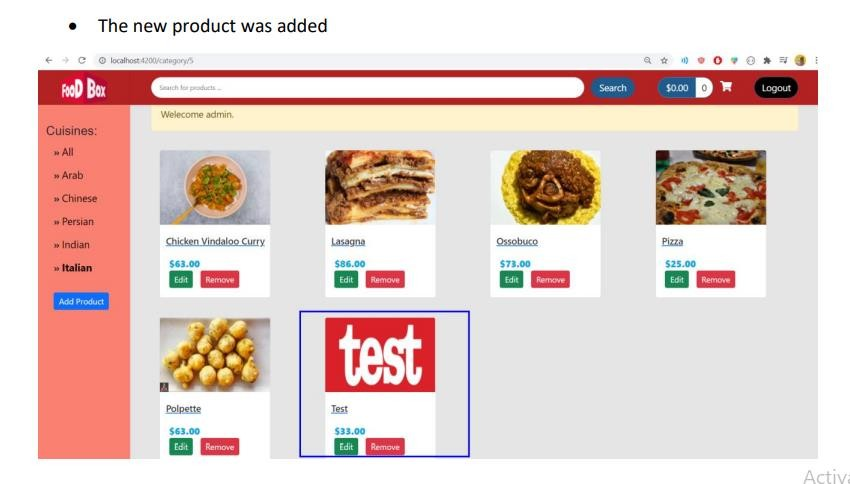 • The new product was added
localhost:4200/category/5
FooD Box
Search for products ...
Search
$0.00 0
Logout
Cuisines:
» All
» Arab
» Chinese
» Persian
» Indian
» Italian
Add Product
Welecome admin.
Chicken Vindaloo Curry
$63.00
Edit Remove
Lasagna
$86.00
Edit Remove
Ossobuco
$73.00
Edit Remove
Pizza
$25.00
Edit Remove
Polpette
$63.00
Edit Remove
test
Test
$33.00
Edit Remove
Activa